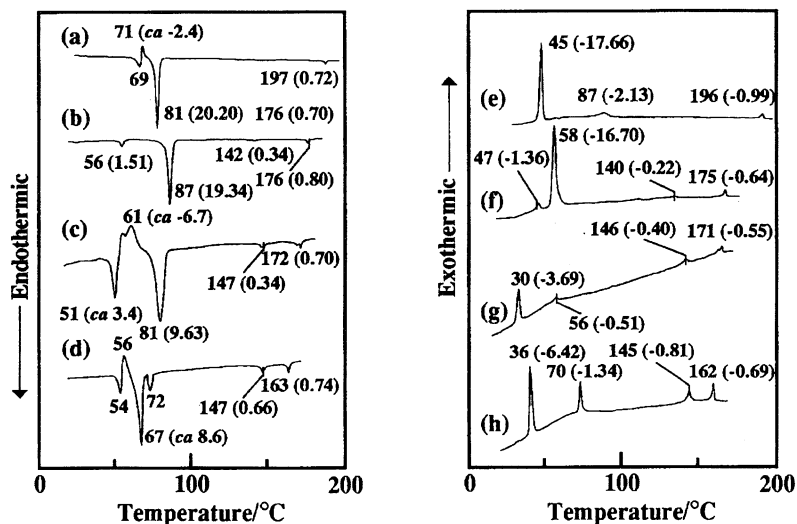 (a)
71 (ca -2.4)
69
197 (0.72)
81 (20.20)
176 (0.70)
(b)
56 (1.51)
142 (0.34)
176 (0.80)
87 (19.34)
61 (ca -6.7)
(c)
172 (0.70)
147 (0.34)
51 (ca 3.4)
81 (9.63)
56
(d)
163 (0.74)
54
72
147 (0.66)
67 (ca 8.6)
Endothermic
0
100
200
Temperature/°C
45 (-17.66)
(e)
87 (-2.13)
196 (-0.99)
58 (-16.70)
47 (-1.36)
140 (-0.22)
175 (-0.64)
(f)
146 (-0.40)
171 (-0.55)
30 (-3.69)
(g)
56 (-0.51)
36 (-6.42)
145 (-0.81)
70 (-1.34)
162 (-0.69)
(h)
Exothermic
0
100
200
Temperature/°C